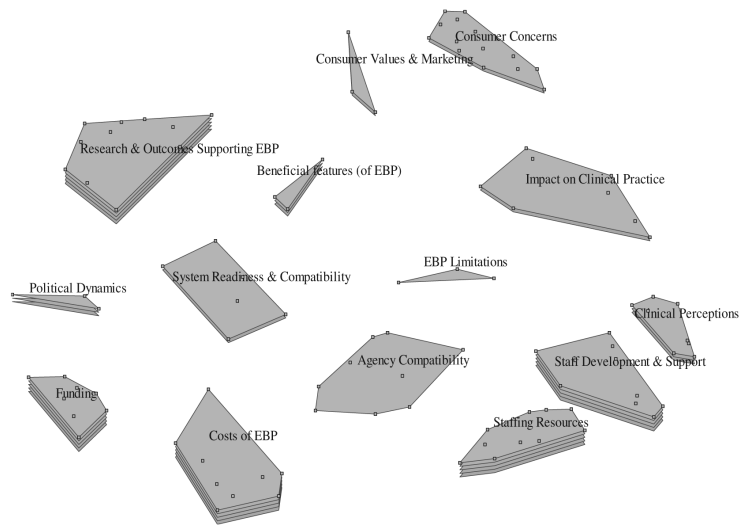 Consumer Concerns
Consumer Values & Marketing
Research & Outcomes Supporting EBP
Beneficial features (of EBP)
Impact on Clinical Practice
EBP Limitations
System Readiness & Compatibility
Political Dynamics
Clinical Perceptions
Agency Compatibility
Staff Development & Support
Funding
Staffing Resources
Costs of EBP